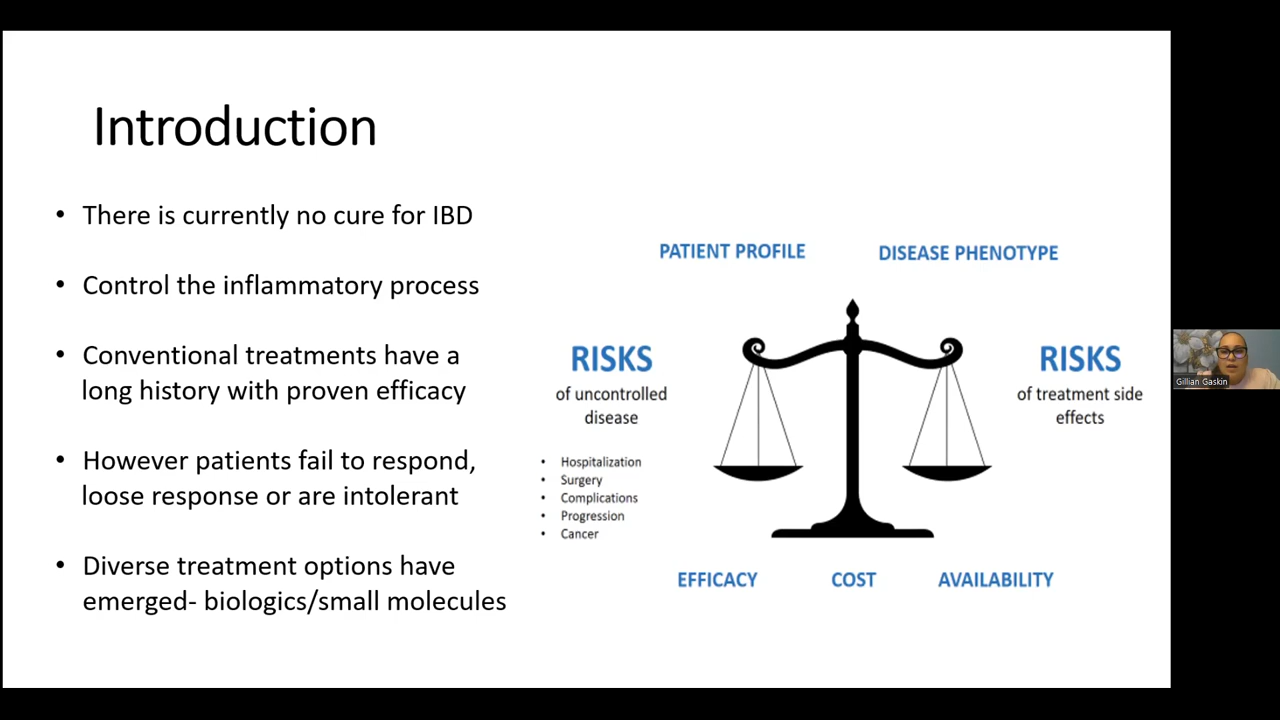 Introduction
• There is currently no cure for IBD
• Control the inflammatory process
• Conventional treatments have a
long history with proven efficacy
• However patients fail to respond,
loose response or are intolerant
• Diverse treatment options have
emerged- biologics/small molecules
PATIENT PROFILE
DISEASE PHENOTYPE
RISKS
of uncontrolled
disease
• Hospitalization
• Surgery
• Complications
• Progression
• Cancer
RISKS
of treatment side
effects
EFFICACY
COST
AVAILABILITY
Gillian Gaskin